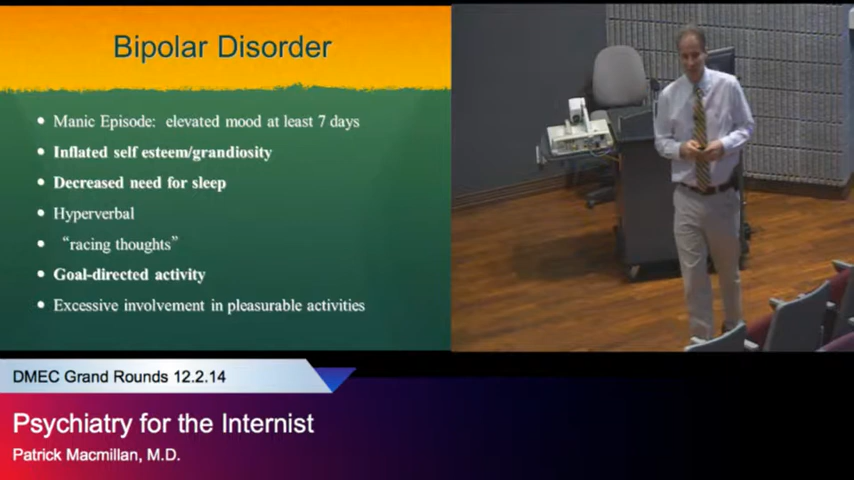 Bipolar Disorder
Manic Episode: elevated mood at least 7 days
Inflated self esteem/grandiosity
Decreased need for sleep
Hyperverbal
“racing thoughts”
Goal-directed activity
Excessive involvement in pleasurable activities
DMEC Grand Rounds 12.2.14
Psychiatry for the Internist
Patrick Macmillan, M.D.